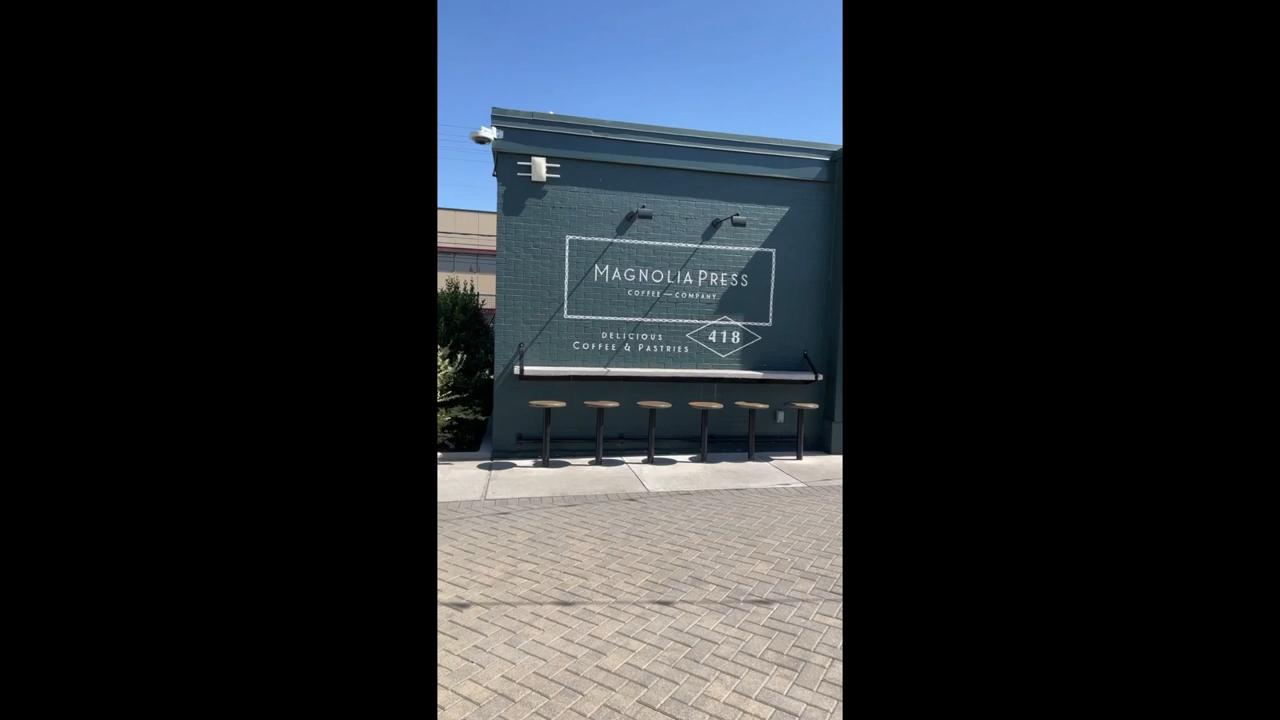 MAGNOLIA PRESS
COFFEE — COMPANY
DELICIOUS
COFFEE & PASTRIES
418